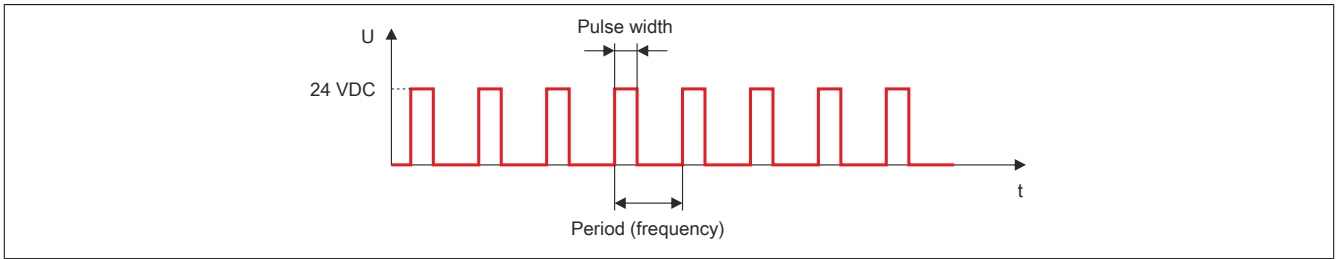 Pulse width
U
24 VDC
t
Period (frequency)